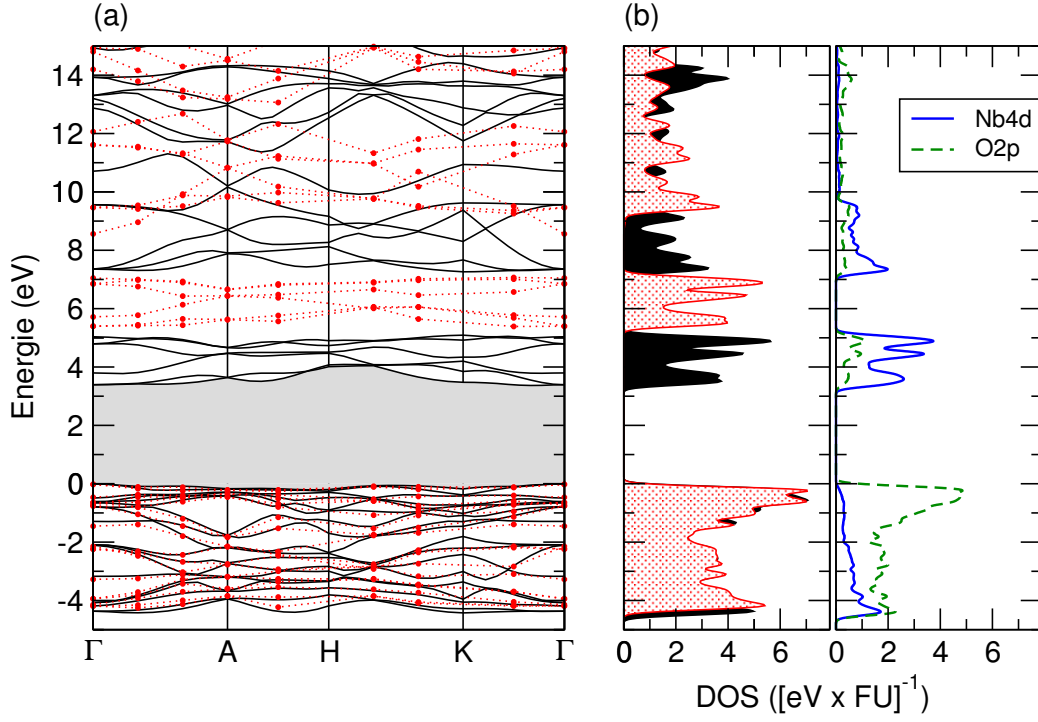 (a)
(b)
14
12
10
8
6
4
2
0
-2
-4
Energie (eV)
Nb4d
O2p
Γ A H K Γ
0 2 4 6 0 2 4 6
DOS ([eV x FU]⁻¹)